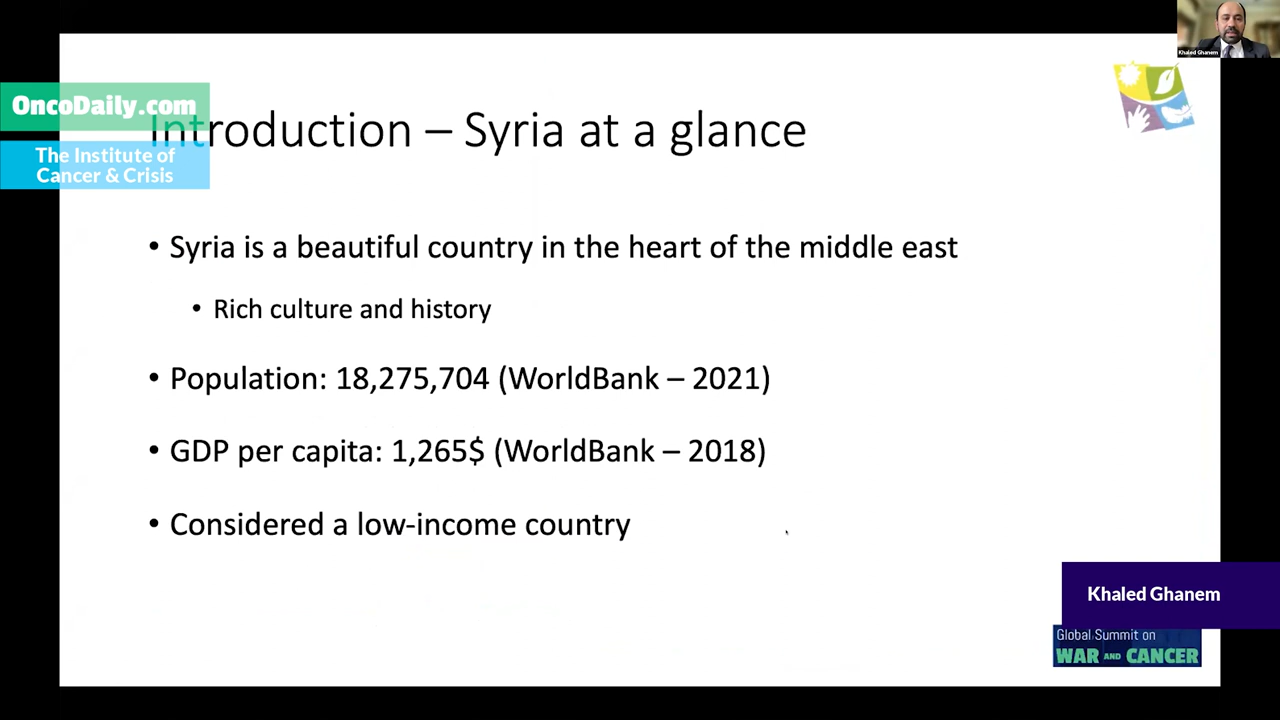 Khaled Ghanem
OncoDaily.com
The Institute of
Cancer & Crisis
Introduction – Syria at a glance
• Syria is a beautiful country in the heart of the middle east
• Rich culture and history
• Population: 18,275,704 (WorldBank – 2021)
• GDP per capita: 1,265$ (WorldBank – 2018)
• Considered a low-income country
Khaled Ghanem
Global Summit on
WAR AND CANCER